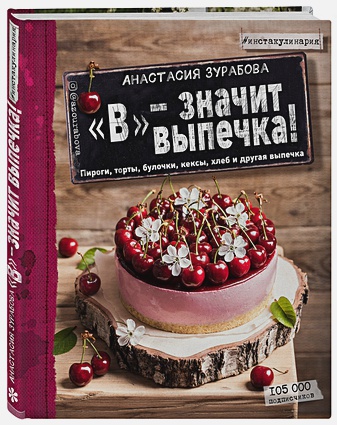 #инстакулинария
АНАСТАСИЯ ЗУРАБОВА
«В» – значит
выпечка!
Пироги, торты, булочки, кексы, хлеб и другая выпечка
@azourabova
105 000
подписчиков
#инстакулинария
АНАСТАСИЯ ЗУРАБОВА «В» – значит выпечка!